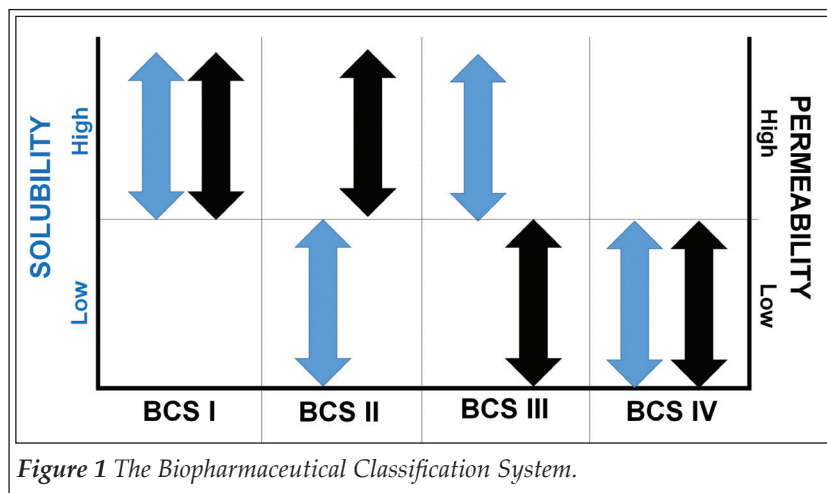 SOLUBILITY
High
Low
PERMEABILITY
High
Low
BCS I
BCS II
BCS III
BCS IV
Figure 1 The Biopharmaceutical Classification System.